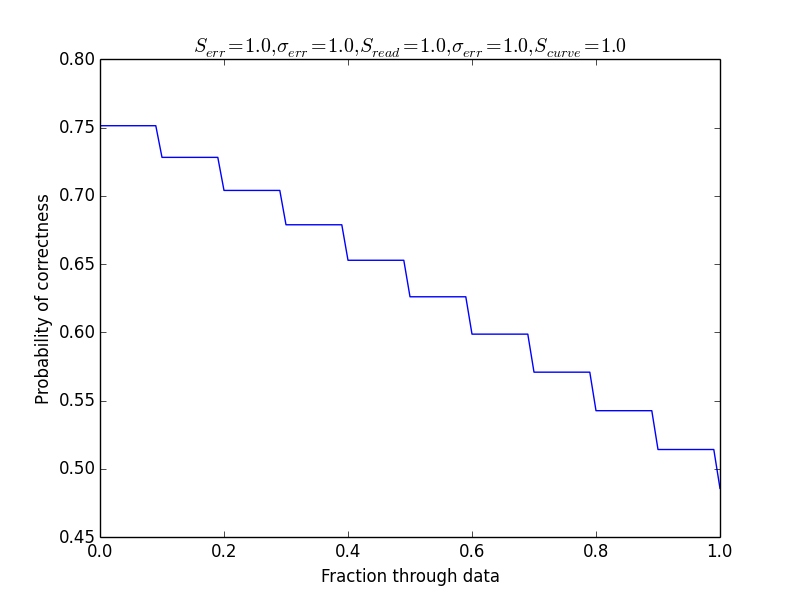 S_err=1.0,σ_err=1.0,S_read=1.0,σ_err=1.0,S_curve=1.0
0.80
0.75
0.70
0.65
0.60
0.55
0.50
0.45
Probability of correctness
0.0 0.2 0.4 0.6 0.8 1.0
Fraction through data